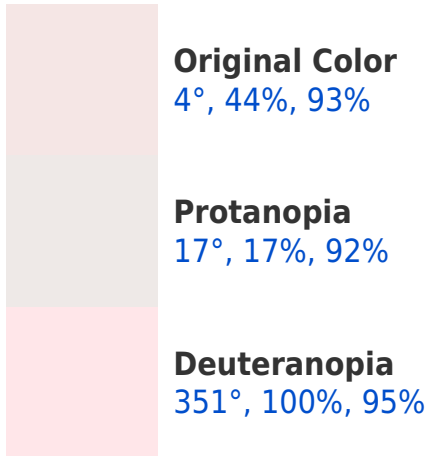 Original Color
4°, 44%, 93%
Protanopia
17°, 17%, 92%
Deuteranopia
351°, 100%, 95%